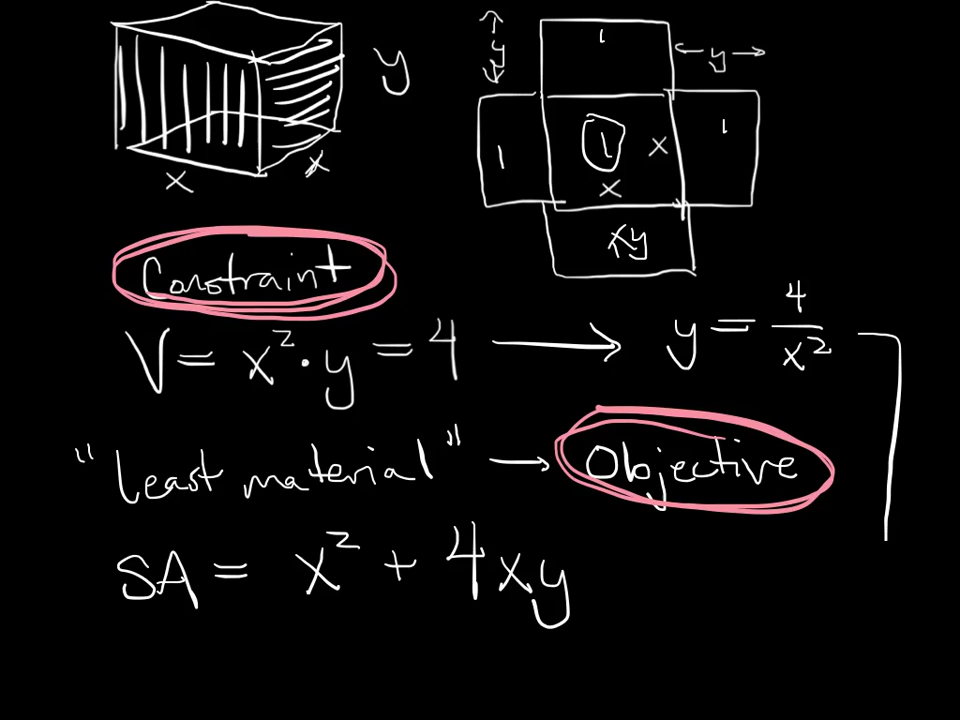 y
x
x
y
y
1
1
1
1
x
x
xy
Constraint
V = x² · y = 4 → y = 4/x²
"Least material" → Objective
SA = x² + 4xy